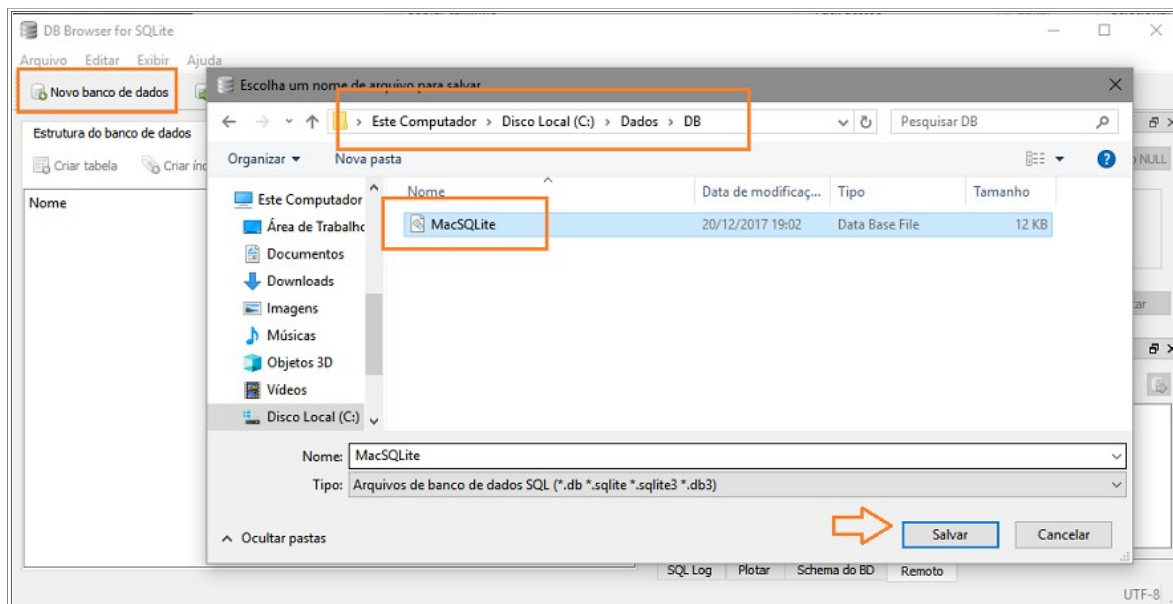 DB Browser for SQLite
Arquivo Editar Exibir Ajuda
Novo banco de dados
Escolha um nome de arquivo para salvar
Este Computador > Disco Local (C:) > Dados > DB
Pesquisar DB
Estrutura do banco de dados
Organizar Nova pasta
Criar tabela Criar índ
NULL
Nome
Nome Data de modificaç... Tipo Tamanho
Este Computador
MacSQLite 20/12/2017 19:02 Data Base File 12 KB
Área de Trabalho
Documentos
Downloads
Imagens
Músicas
Objetos 3D
Vídeos
Disco Local (C:)
Nome: MacSQLite
Tipo: Arquivos de banco de dados SQL (*.db *.sqlite *.sqlite3 *.db3)
Ocultar pastas
Salvar Cancelar
SQL Log Plotar Schema do BD Remoto
UTF-8